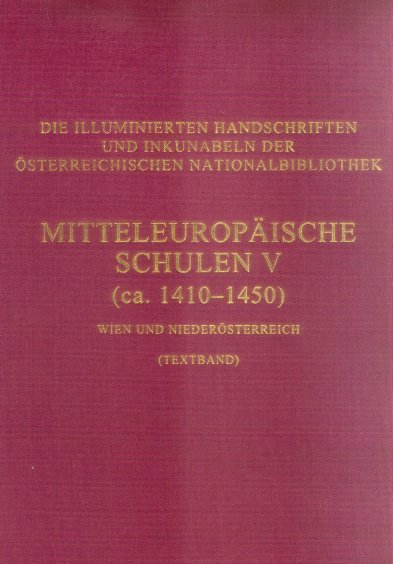 DIE ILLUMINIERTEN HANDSCHRIFTEN
UND INKUNABELN DER
ÖSTERREICHISCHEN NATIONALBIBLIOTHEK
MITTELEUROPÄISCHE
SCHULEN V
(ca. 1410–1450)
WIEN UND NIEDERÖSTERREICH
(TEXTBAND)